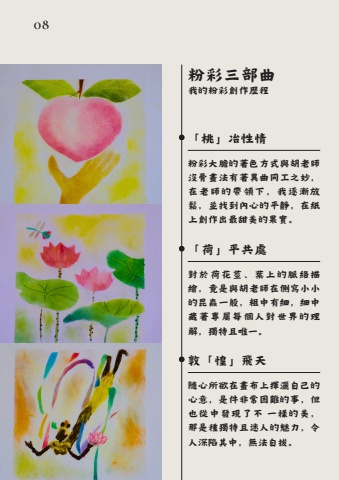 08
粉彩三部曲
我的粉彩創作歷程
「桃」冶性情
粉彩大膽的著色方式與胡老師
沒骨畫法有著異曲同工之妙，
在老師的帶領下，我逐漸放
鬆，並找到內心的平靜，在紙
上創作出最甜美的果實。
「荷」平共處
對於荷花莖、葉上的脈絡描
繪，竟是與胡老師在側寫小小
的昆蟲一般，粗中有細，細中
藏著專屬每個人對世界的理
解，獨特且唯一。
敦「惶」飛天
隨心所欲在畫布上揮灑自己的
心意，是件非常困難的事，但
也從中發現了不 一樣的美，
那是種獨特且迷人的魅力，令
人深陷其中，無法自拔。